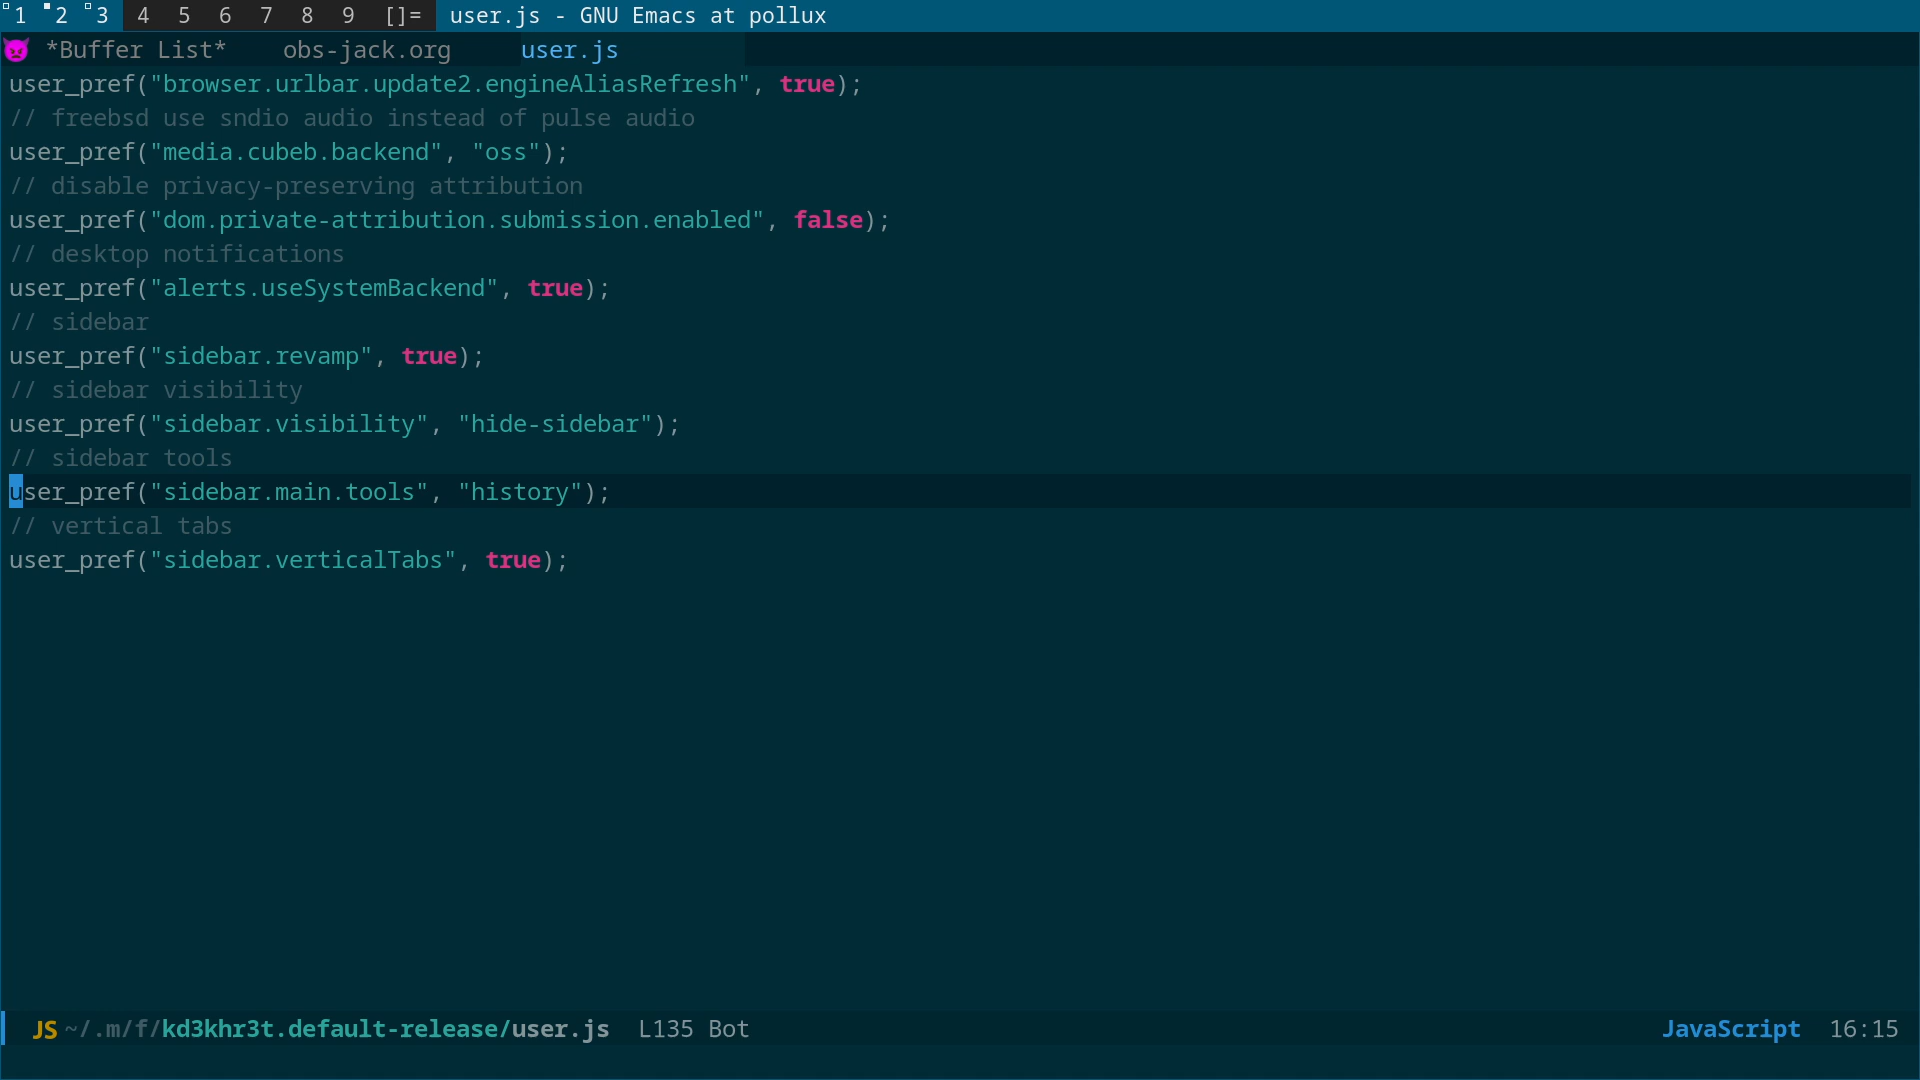 1 2 3 4 5 6 7 8 9 []= user.js - GNU Emacs at pollux
*Buffer List* obs-jack.org user.js
user_pref("browser.urlbar.update2.engineAliasRefresh", true);
// freebsd use sndio audio instead of pulse audio
user_pref("media.cubeb.backend", "oss");
// disable privacy-preserving attribution
user_pref("dom.private-attribution.submission.enabled", false);
// desktop notifications
user_pref("alerts.useSystemBackend", true);
// sidebar
user_pref("sidebar.revamp", true);
// sidebar visibility
user_pref("sidebar.visibility", "hide-sidebar");
// sidebar tools
user_pref("sidebar.main.tools", "history");
// vertical tabs
user_pref("sidebar.verticalTabs", true);
JS ~/.m/f/kd3khr3t.default-release/user.js L135 Bot JavaScript 16:15